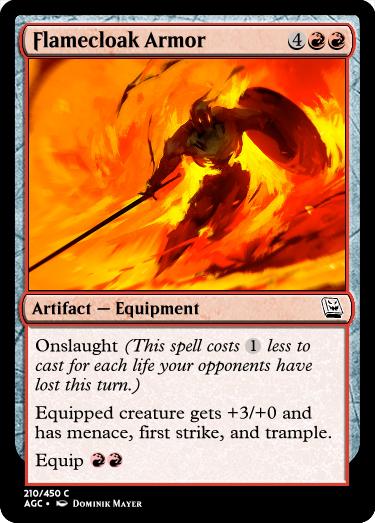 Flamecloak Armor 4
Artifact — Equipment
Onslaught (This spell costs 1 less to
cast for each life your opponents have
lost this turn.)
Equipped creature gets +3/+0 and
has menace, first strike, and trample.
Equip
210/450 C
AGC • Dominik Mayer